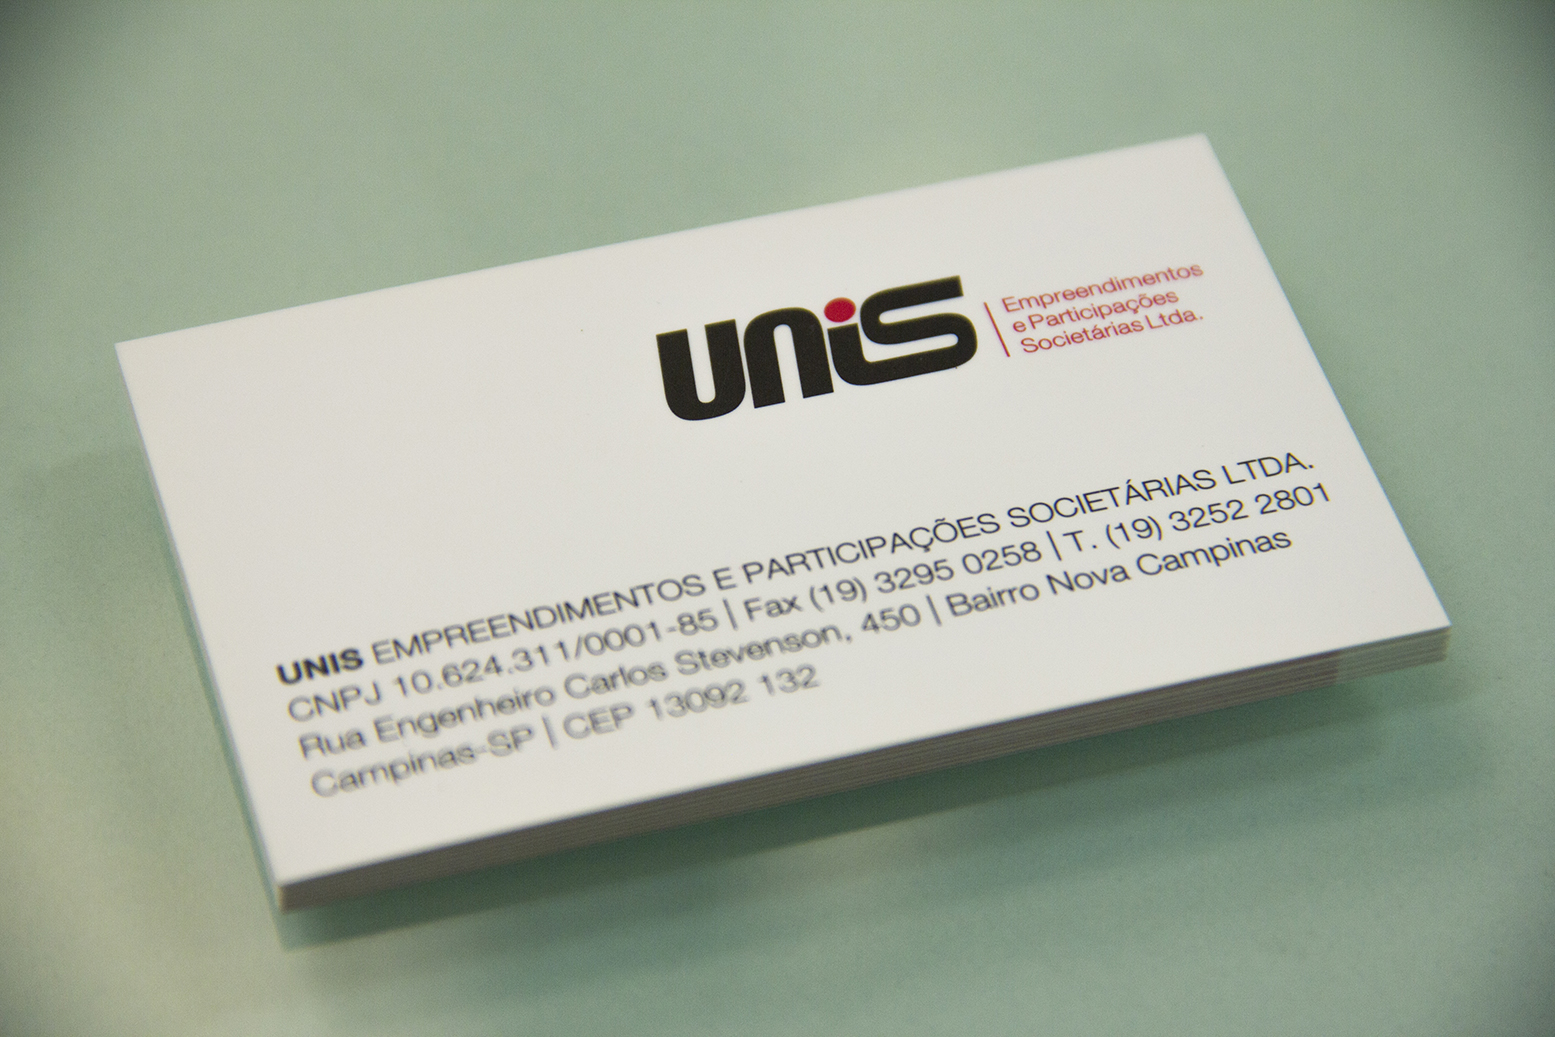 UNiS
Empreendimentos
e Participações
Societárias Ltda.
UNIS EMPREENDIMENTOS E PARTICIPAÇÕES SOCIETÁRIAS LTDA.
CNPJ 10.624.311/0001-85 | Fax (19) 3295 0258 | T. (19) 3252 2801
Rua Engenheiro Carlos Stevenson, 450 | Bairro Nova Campinas
Campinas-SP | CEP 13092 132